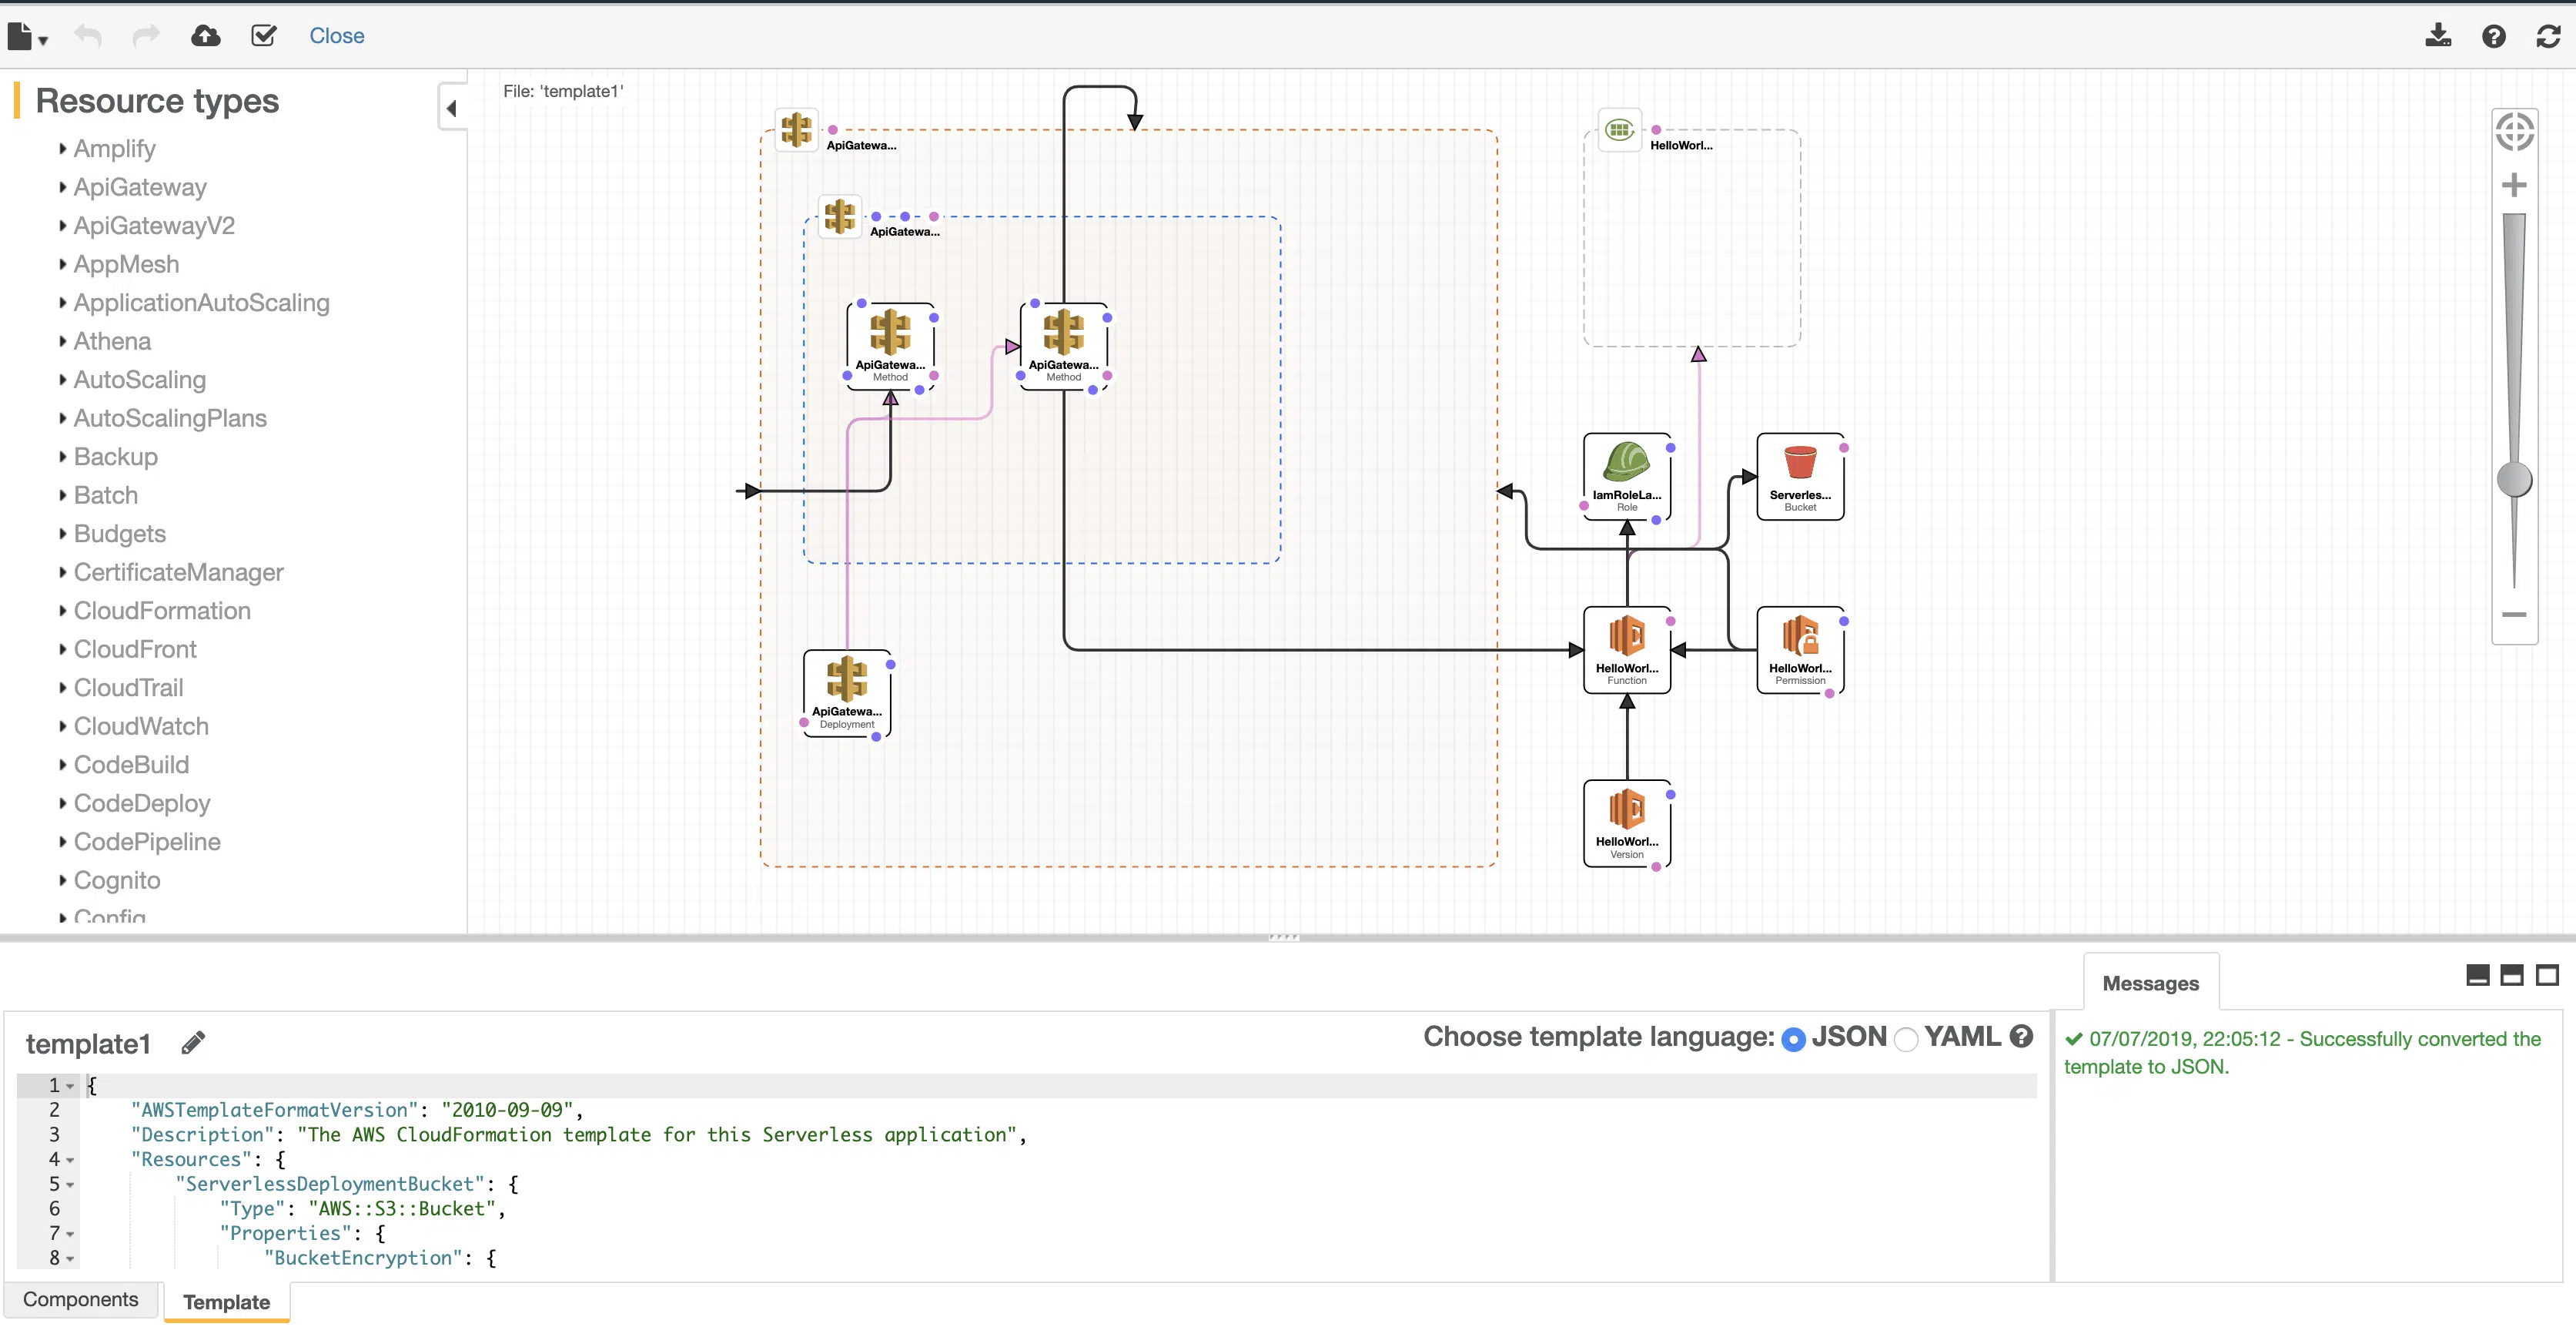 Close
Resource types
Amplify
ApiGateway
ApiGatewayV2
AppMesh
ApplicationAutoScaling
Athena
AutoScaling
AutoScalingPlans
Backup
Batch
Budgets
CertificateManager
CloudFormation
CloudFront
CloudTrail
CloudWatch
CodeBuild
CodeDeploy
CodePipeline
Cognito
Config
File: 'template1'
ApiGatewa...
ApiGatewa...
ApiGatewa...
Method
ApiGatewa...
Method
ApiGatewa...
Deployment
HelloWorl...
IamRoleLa...
Role
Serverles...
Bucket
HelloWorl...
Function
HelloWorl...
Permission
HelloWorl...
Version
template1
Choose template language: JSON YAML
1 {
2 "AWSTemplateFormatVersion": "2010-09-09",
3 "Description": "The AWS CloudFormation template for this Serverless application",
4 "Resources": {
5 "ServerlessDeploymentBucket": {
6 "Type": "AWS::S3::Bucket",
7 "Properties": {
8 "BucketEncryption": {
Components
Template
Messages
07/07/2019, 22:05:12 - Successfully converted the
template to JSON.